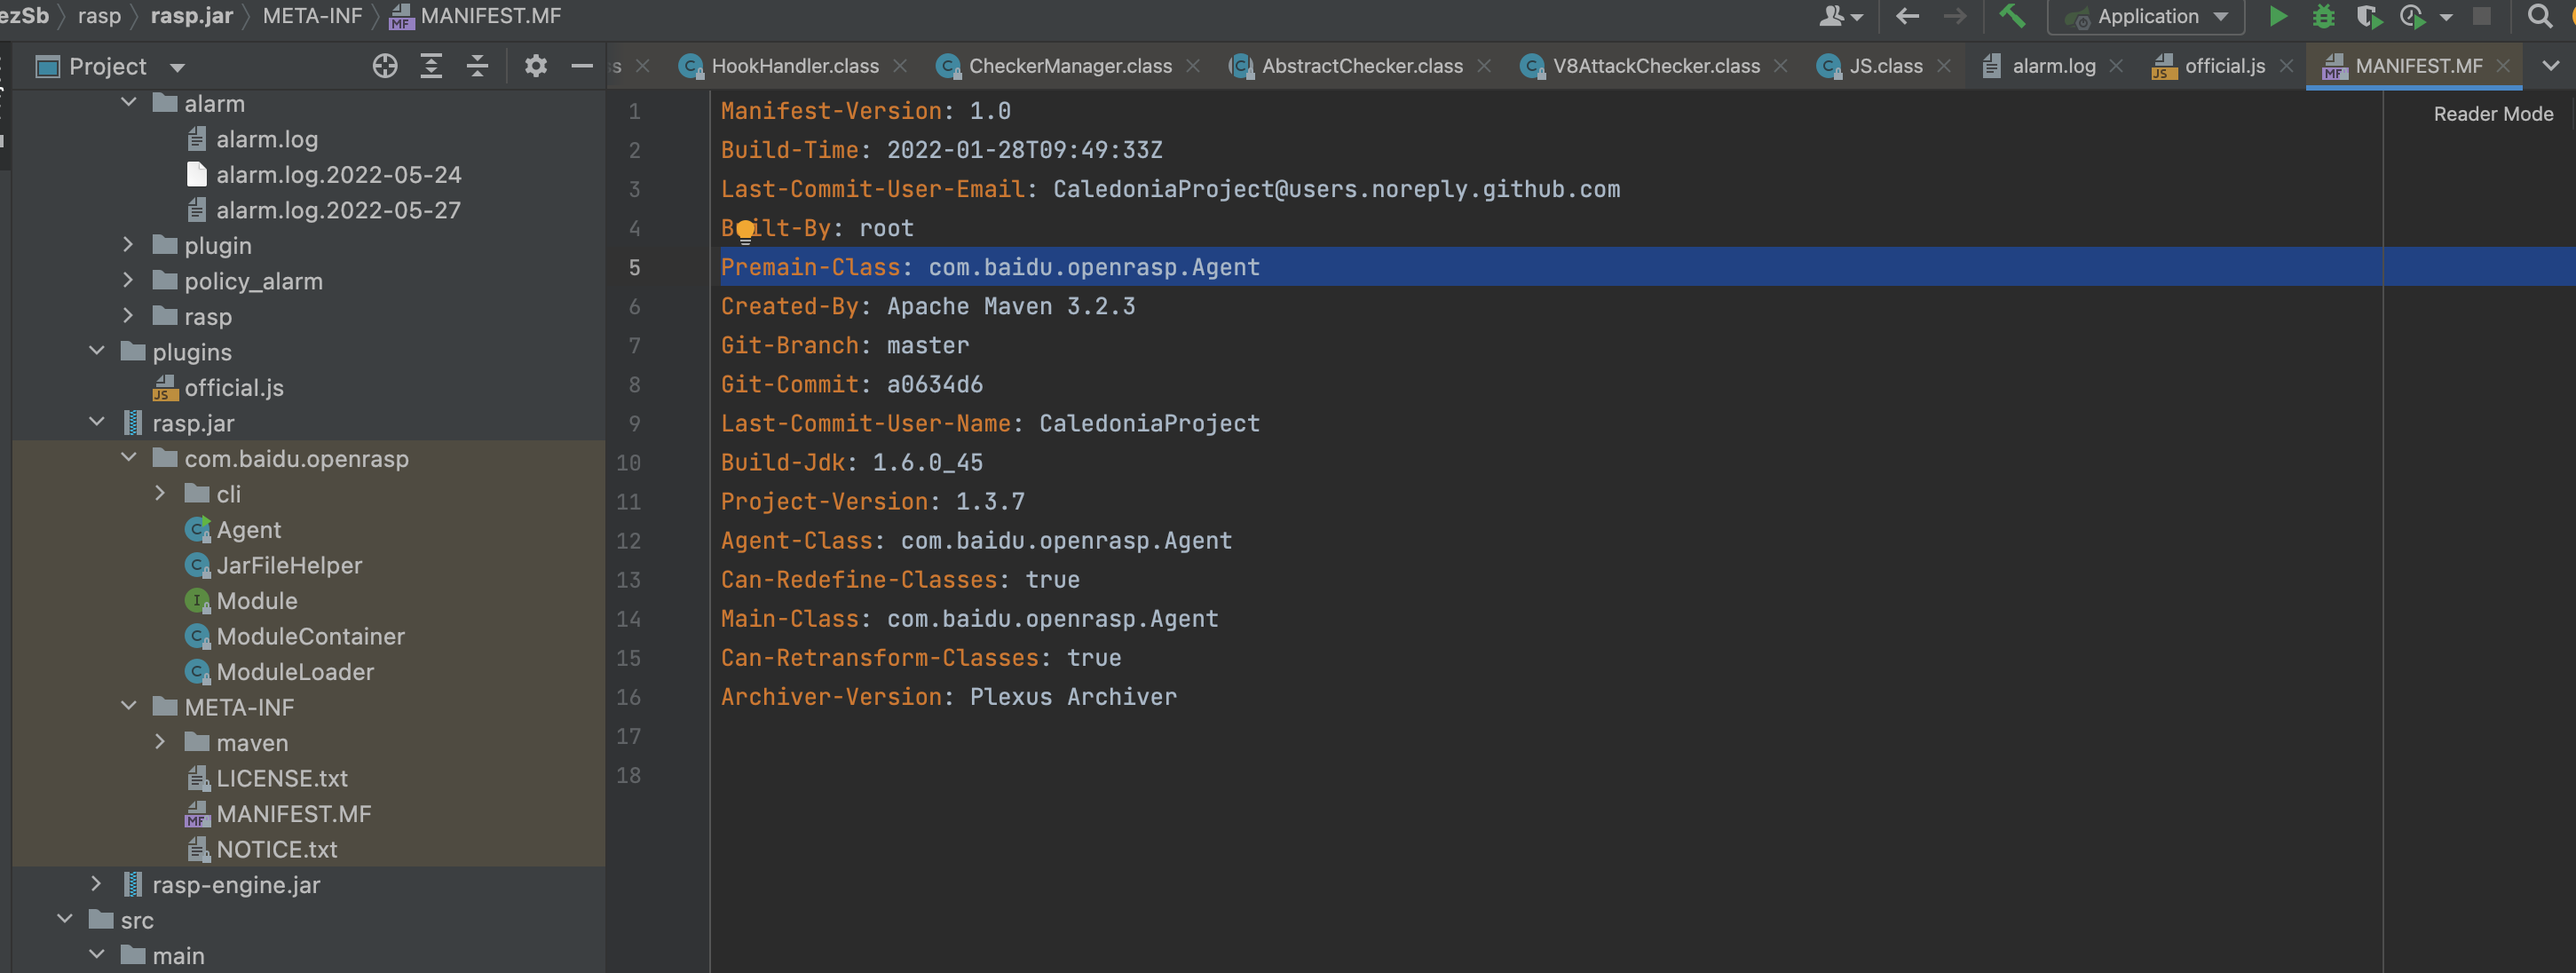 ezSb rasp rasp.jar META-INF MANIFEST.MF
Application
Project
HookHandler.class CheckerManager.class AbstractChecker.class V8AttackChecker.class JS.class alarm.log official.js MANIFEST.MF
Reader Mode
alarm
alarm.log
alarm.log.2022-05-24
alarm.log.2022-05-27
plugin
policy_alarm
rasp
plugins
official.js
rasp.jar
com.baidu.openrasp
cli
Agent
JarFileHelper
Module
ModuleContainer
ModuleLoader
META-INF
maven
LICENSE.txt
MANIFEST.MF
NOTICE.txt
rasp-engine.jar
src
main
1 Manifest-Version: 1.0
2 Build-Time: 2022-01-28T09:49:33Z
3 Last-Commit-User-Email: CaledoniaProject@users.noreply.github.com
4 Built-By: root
5 Premain-Class: com.baidu.openrasp.Agent
6 Created-By: Apache Maven 3.2.3
7 Git-Branch: master
8 Git-Commit: a0634d6
9 Last-Commit-User-Name: CaledoniaProject
10 Build-Jdk: 1.6.0_45
11 Project-Version: 1.3.7
12 Agent-Class: com.baidu.openrasp.Agent
13 Can-Redefine-Classes: true
14 Main-Class: com.baidu.openrasp.Agent
15 Can-Retransform-Classes: true
16 Archiver-Version: Plexus Archiver
17
18